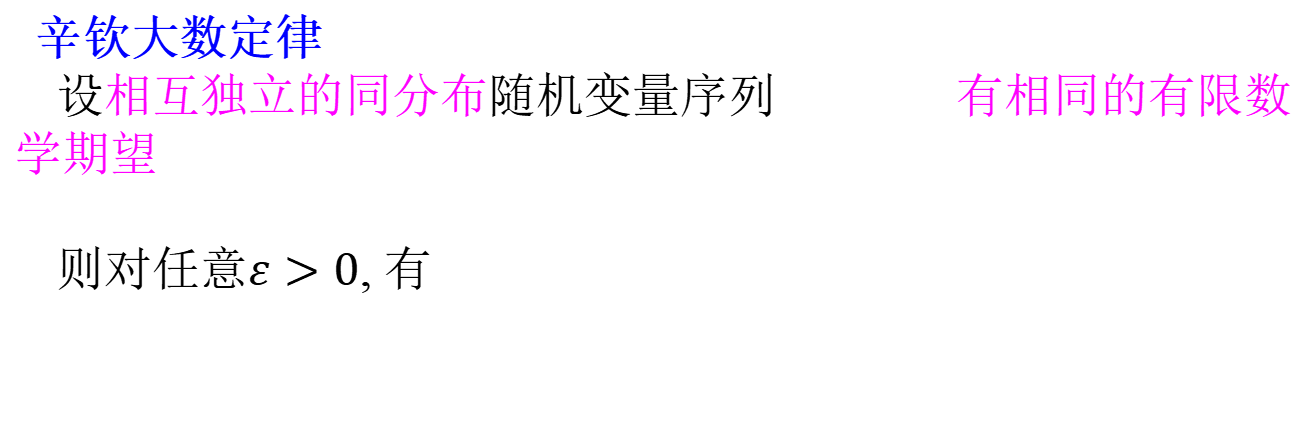 辛钦大数定律
设相互独立的同分布随机变量序列 有相同的有限数
学期望
则对任意ε > 0, 有